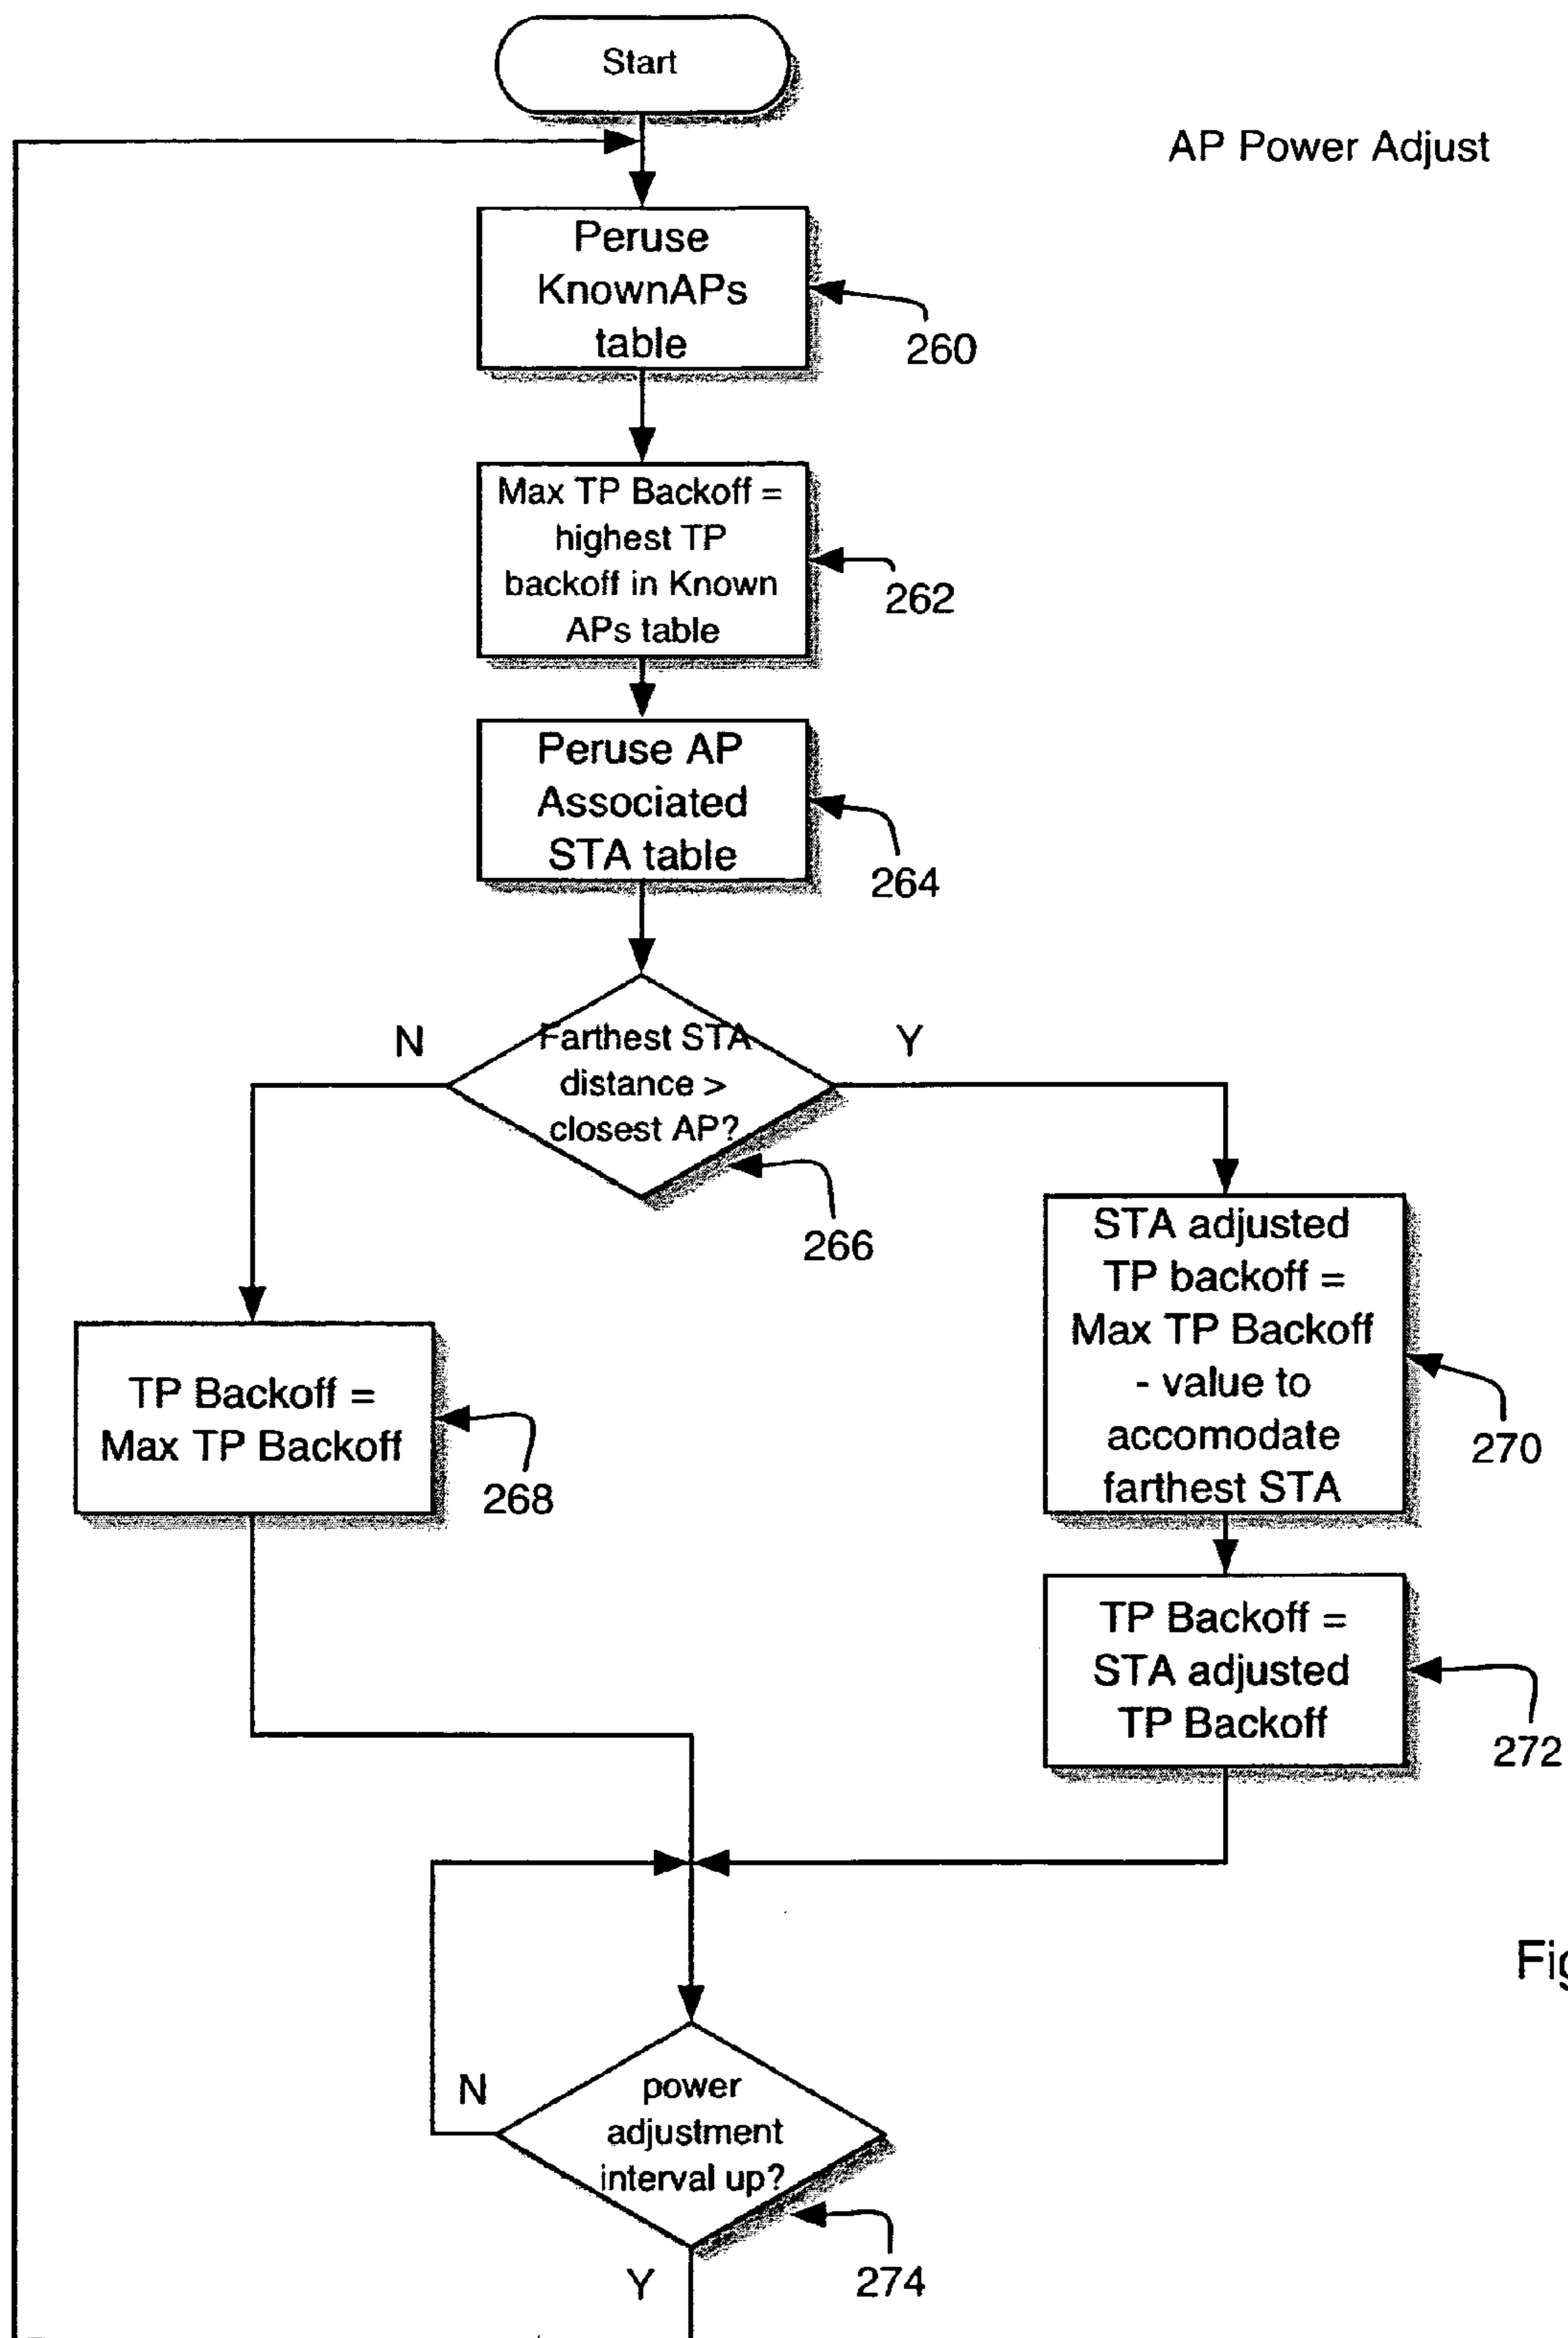 Start
AP Power Adjust
Peruse
KnownAPs
table
260
Max TP Backoff =
highest TP
backoff in Known
APs table
262
Peruse AP
Associated
STA table
264
N
Farthest STA
distance >
closest AP?
Y
266
STA adjusted
TP backoff =
Max TP Backoff
- value to
accomodate
farthest STA
270
TP Backoff =
Max TP Backoff
268
TP Backoff =
STA adjusted
TP Backoff
272
N
power
adjustment
interval up?
Y
274